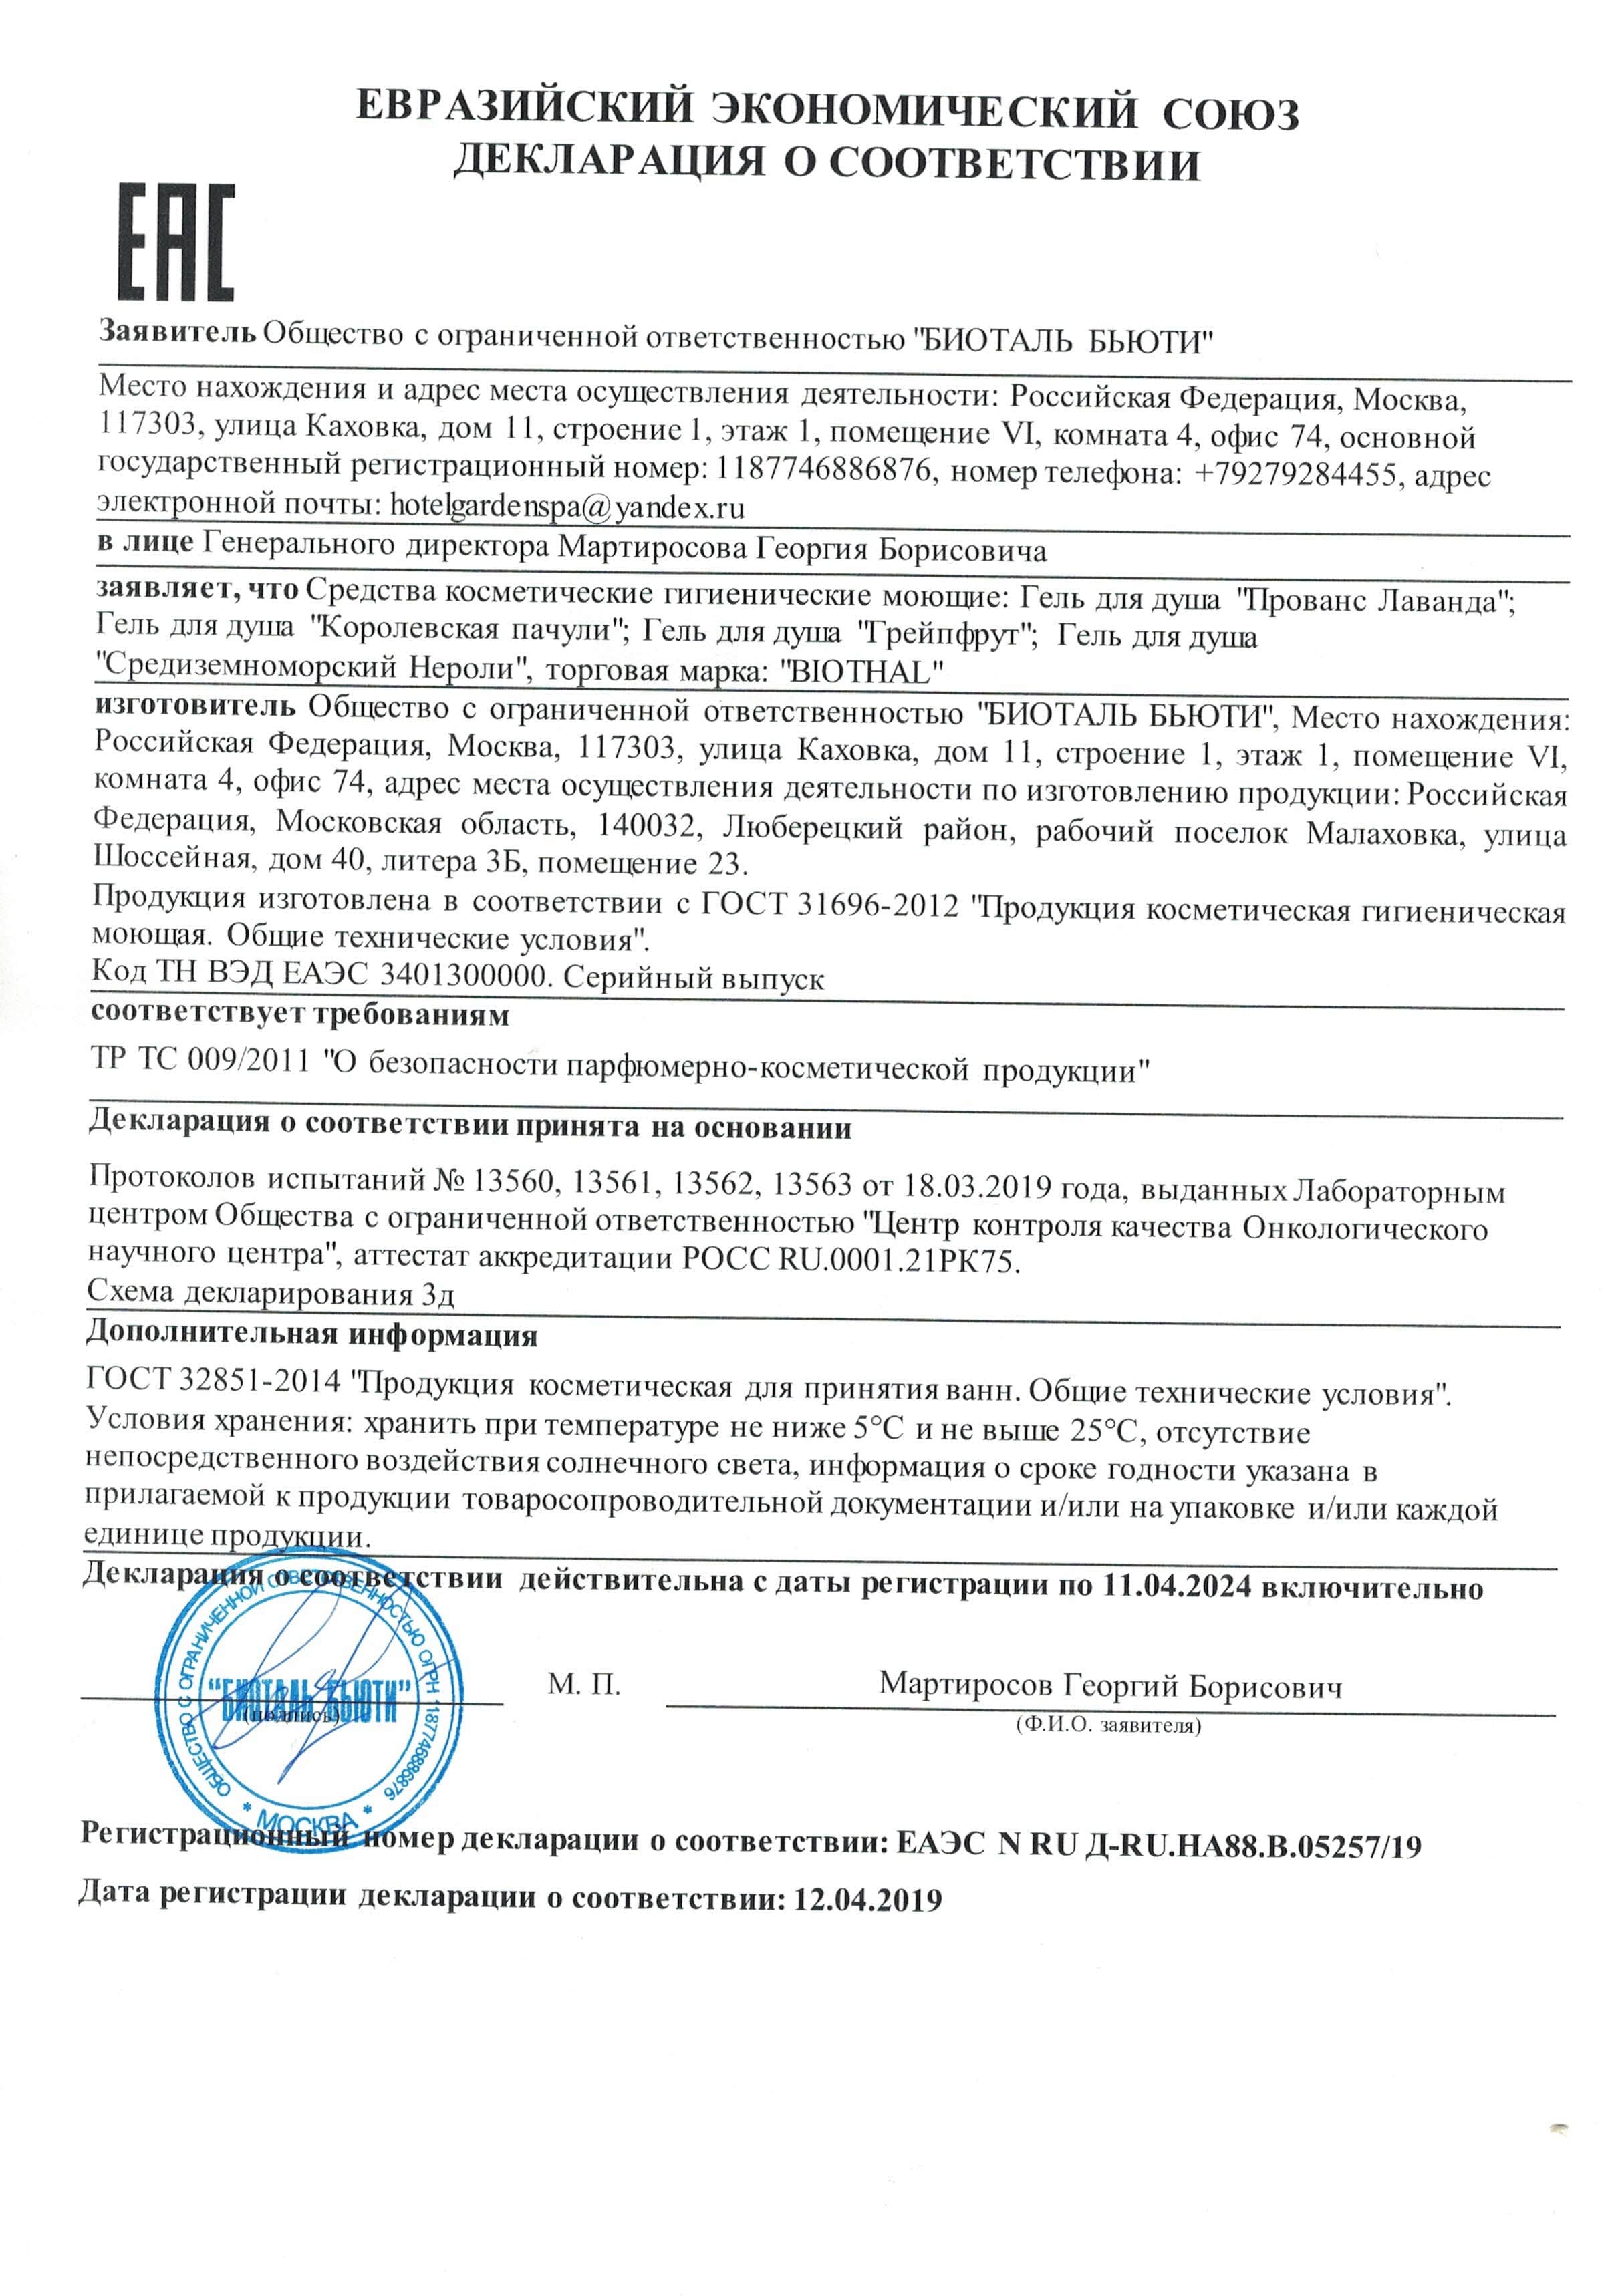 ЕВРАЗИЙСКИЙ ЭКОНОМИЧЕСКИЙ СОЮЗ
ДЕКЛАРАЦИЯ О СООТВЕТСТВИИ
ЕАС
Заявитель Общество с ограниченной ответственностью "БИОТАЛЬ БЬЮТИ"
Место нахождения и адрес места осуществления деятельности: Российская Федерация, Москва,
117303, улица Каховка, дом 11, строение 1, этаж 1, помещение VI, комната 4, офис 74, основной
государственный регистрационный номер: 1187746886876, номер телефона: +79279284455, адрес
электронной почты: hotelgardenspa@yandex.ru
в лице Генерального директора Мартиросова Георгия Борисовича
заявляет, что Средства косметические гигиенические моющие: Гель для душа "Прованс Лаванда";
Гель для душа "Королевская пачули"; Гель для душа "Грейпфрут"; Гель для душа
"Средиземноморский Нероли", торговая марка: "BIOTHAL"
изготовитель Общество с ограниченной ответственностью "БИОТАЛЬ БЬЮТИ", Место нахождения:
Российская Федерация, Москва, 117303, улица Каховка, дом 11, строение 1, этаж 1, помещение VI,
комната 4, офис 74, адрес места осуществления деятельности по изготовлению продукции: Российская
Федерация, Московская область, 140032, Люберецкий район, рабочий поселок Малаховка, улица
Шоссейная, дом 40, литера 3Б, помещение 23.
Продукция изготовлена в соответствии с ГОСТ 31696-2012 "Продукция косметическая гигиеническая
моющая. Общие технические условия".
Код ТН ВЭД ЕАЭС 3401300000. Серийный выпуск
соответствует требованиям
ТР ТС 009/2011 "О безопасности парфюмерно-косметической продукции"
Декларация о соответствии принята на основании
Протоколов испытаний № 13560, 13561, 13562, 13563 от 18.03.2019 года, выданных Лабораторным
центром Общества с ограниченной ответственностью "Центр контроля качества Онкологического
научного центра", аттестат аккредитации РОСС RU.0001.21РК75.
Схема декларирования 3д
Дополнительная информация
ГОСТ 32851-2014 "Продукция косметическая для принятия ванн. Общие технические условия".
Условия хранения: хранить при температуре не ниже 5°С и не выше 25°С, отсутствие
непосредственного воздействия солнечного света, информация о сроке годности указана в
прилагаемой к продукции товаросопроводительной документации и/или на упаковке и/или каждой
единице продукции.
Декларация о соответствии действительна с даты регистрации по 11.04.2024 включительно
ОБЩЕСТВО С ОГРАНИЧЕННОЙ ОТВЕТСТВЕННОСТЬЮ ОГРН 1187746886876
"БИОТАЛЬ БЬЮТИ"
* МОСКВА *
(подпись)
М. П.
Мартиросов Георгий Борисович
(Ф.И.О. заявителя)
Регистрационный номер декларации о соответствии: ЕАЭС N RU Д-RU.НА88.В.05257/19
Дата регистрации декларации о соответствии: 12.04.2019